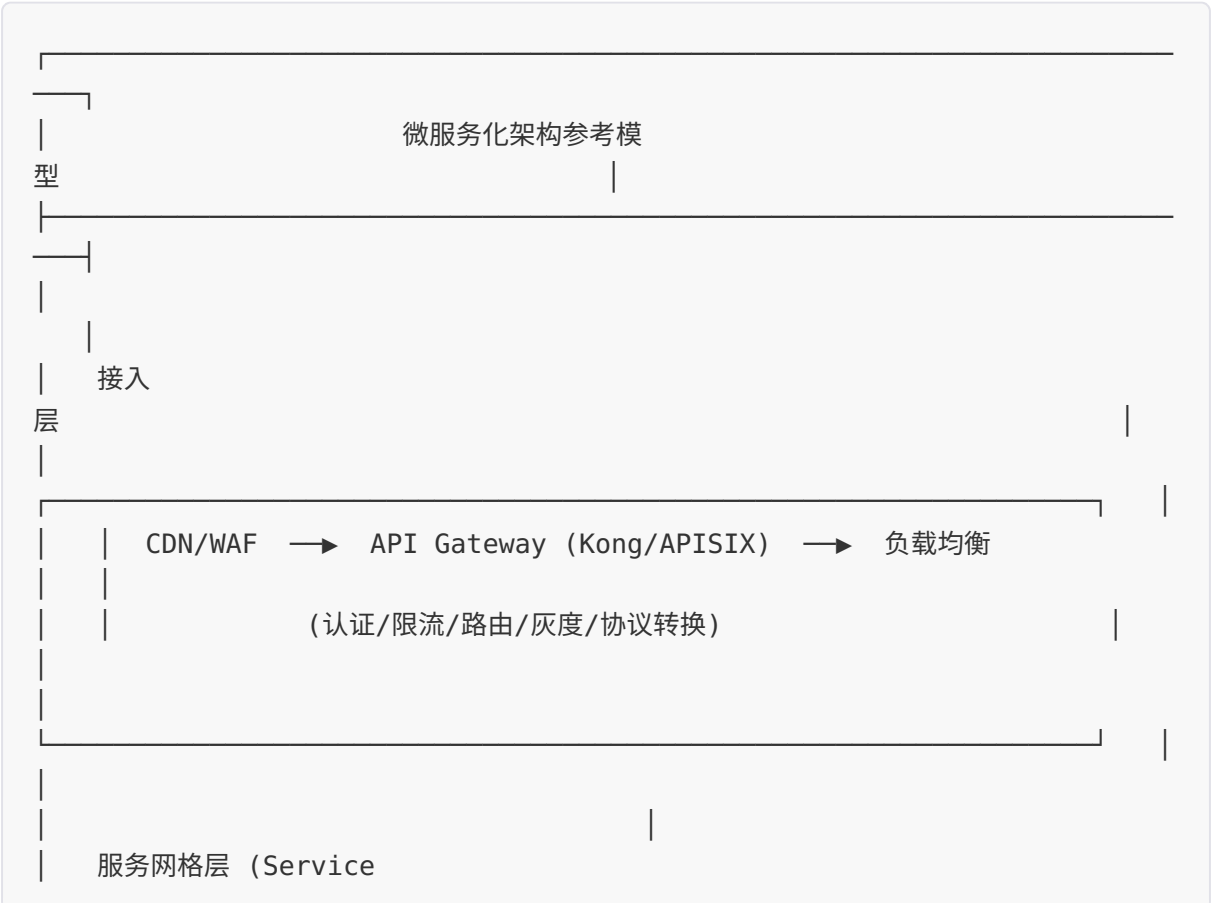 微服务化架构参考模
型
接入
层
CDN/WAF ──▶ API Gateway (Kong/APISIX) ──▶ 负载均衡
(认证/限流/路由/灰度/协议转换)
服务网格层 (Service